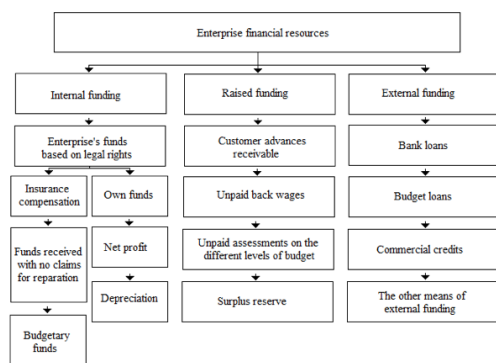 Enterprise financial resources
Internal funding
Raised funding
External funding
Enterprise's funds
based on legal rights
Customer advances
receivable
Bank loans
Insurance
compensation
Own funds
Unpaid back wages
Budget loans
Funds received
with no claims
for reparation
Net profit
Unpaid assessments on the
different levels of budget
Commercial credits
Depreciation
Surplus reserve
The other means of
external funding
Budgetary
funds